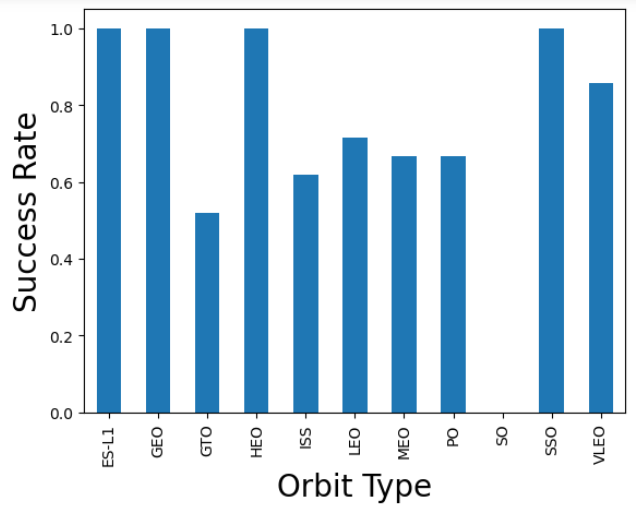 Success Rate
1.0
0.8
0.6
0.4
0.2
0.0
ES-L1
GEO
GTO
HEO
ISS
LEO
MEO
PO
SO
SSO
VLEO
Orbit Type